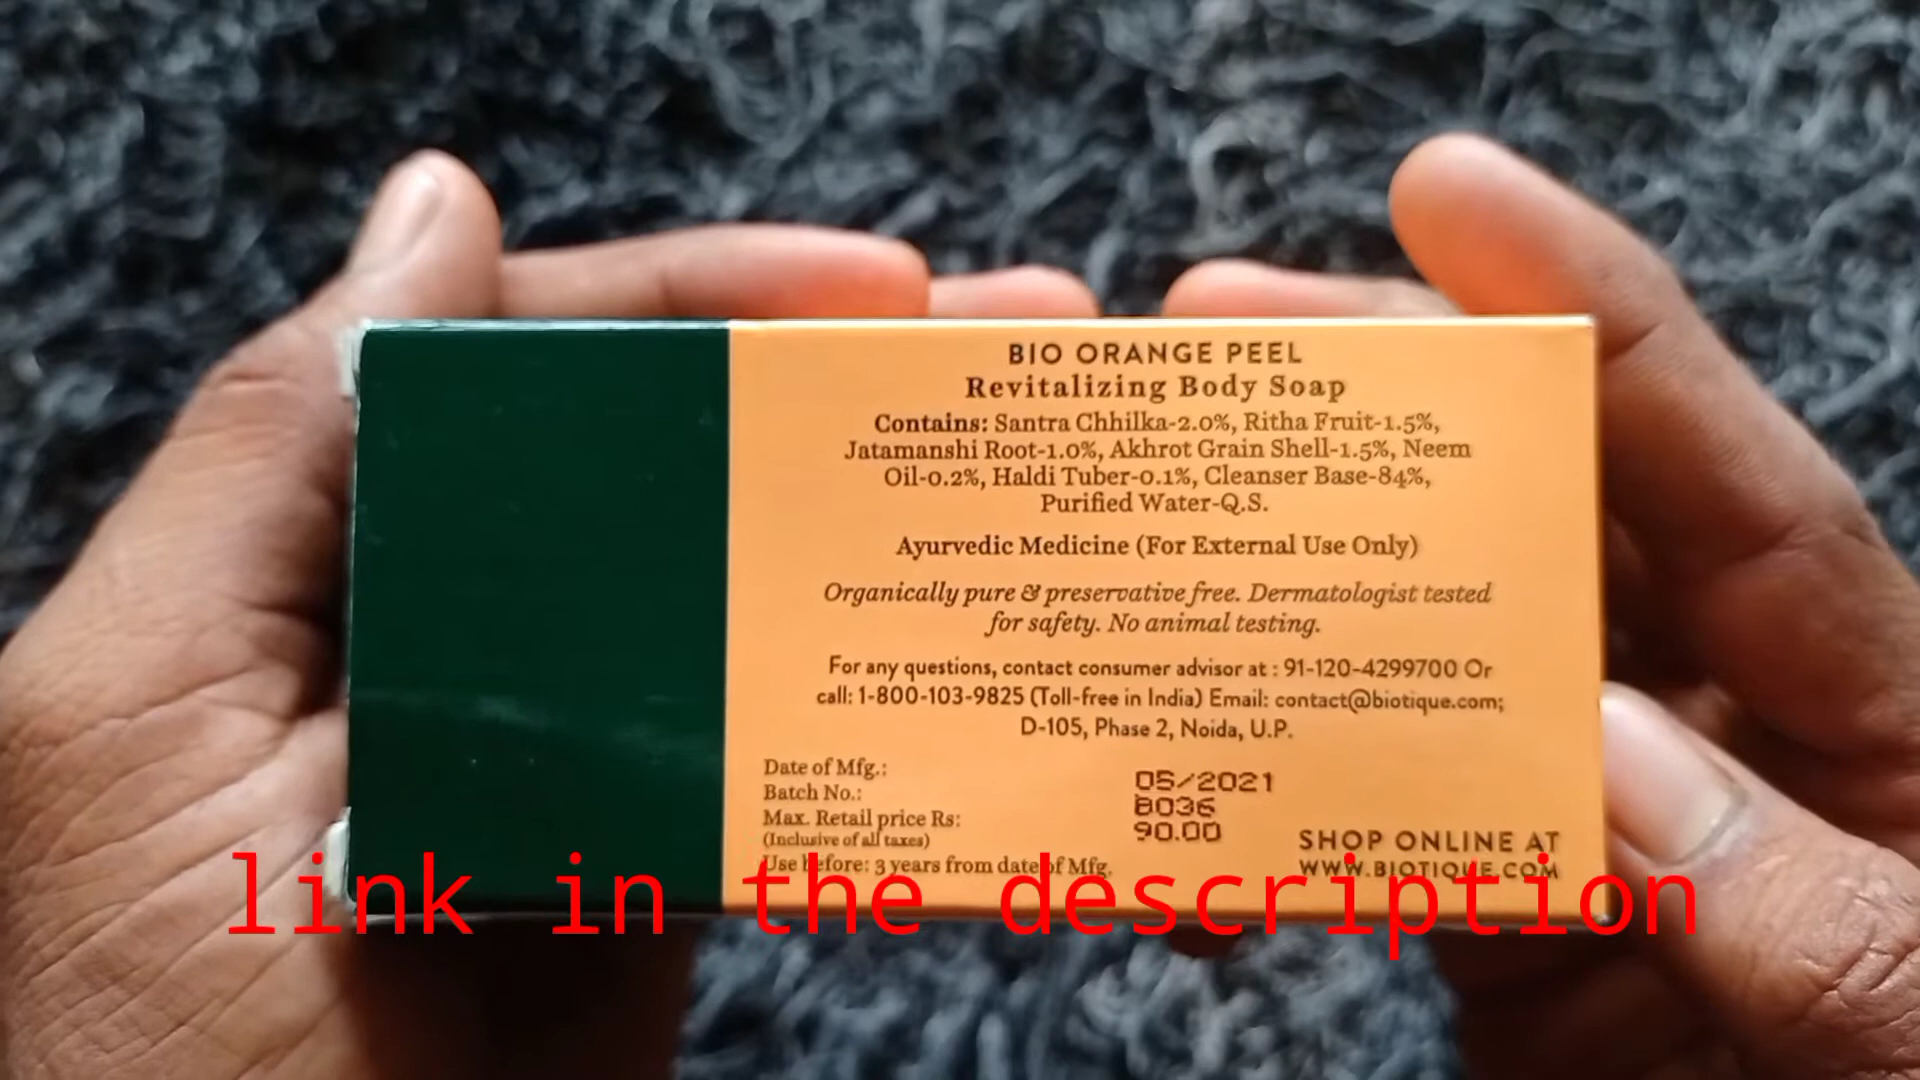 BIO ORANGE PEEL
Revitalizing Body Soap
Contains: Santra Chhilka-2.0%, Ritha Fruit-1.5%,
Jatamanshi Root-1.0%, Akhrot Grain Shell-1.5%, Neem
Oil-0.2%, Haldi Tuber-0.1%, Cleanser Base-84%,
Purified Water-Q.S.
Ayurvedic Medicine (For External Use Only)
Organically pure & preservative free. Dermatologist tested
for safety. No animal testing.
For any questions, contact consumer advisor at : 91-120-4299700 Or
call: 1-800-103-9825 (Toll-free in India) Email: contact@biotique.com;
D-105, Phase 2, Noida, U.P.
Date of Mfg.: 05/2021
Batch No.: B036
Max. Retail price Rs: 90.00
(Inclusive of all taxes)
Use before: 3 years from date of Mfg.
SHOP ONLINE AT
WWW.BIOTIQUE.COM
link in the description